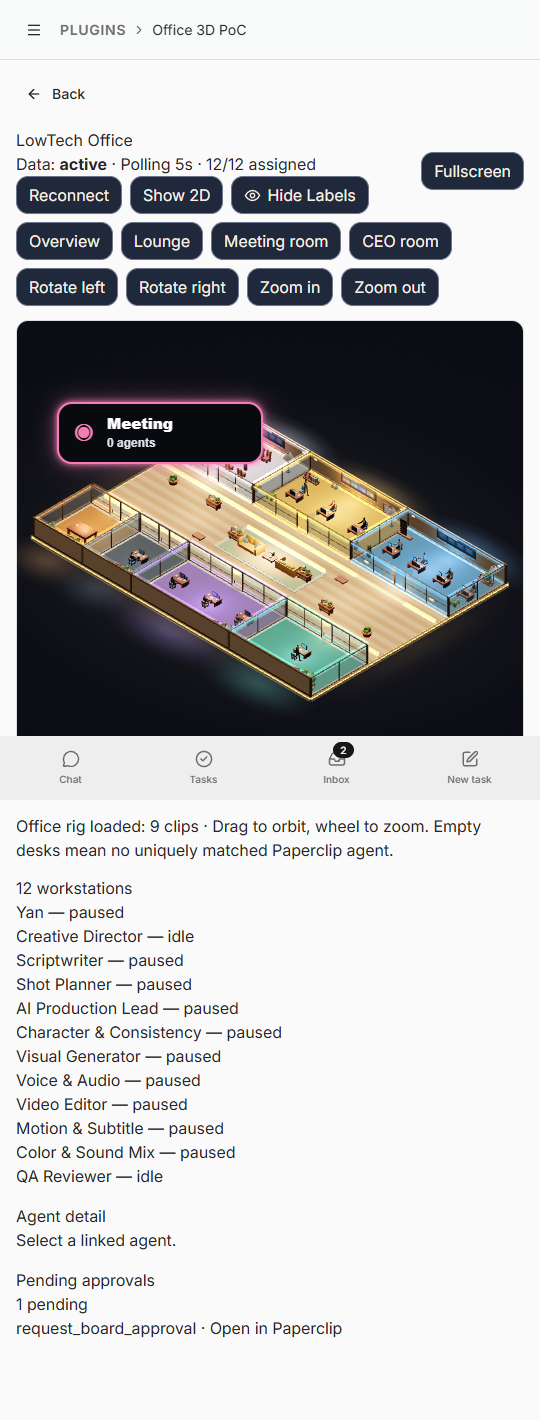 PLUGINS > Office 3D PoC
Back
LowTech Office
Data: active · Polling 5s · 12/12 assigned
Fullscreen
Reconnect Show 2D Hide Labels
Overview Lounge Meeting room CEO room
Rotate left Rotate right Zoom in Zoom out
Meeting
0 agents
2
Chat Tasks Inbox New task
Office rig loaded: 9 clips · Drag to orbit, wheel to zoom. Empty
desks mean no uniquely matched Paperclip agent.
12 workstations
Yan — paused
Creative Director — idle
Scriptwriter — paused
Shot Planner — paused
AI Production Lead — paused
Character & Consistency — paused
Visual Generator — paused
Voice & Audio — paused
Video Editor — paused
Motion & Subtitle — paused
Color & Sound Mix — paused
QA Reviewer — idle
Agent detail
Select a linked agent.
Pending approvals
1 pending
request_board_approval · Open in Paperclip